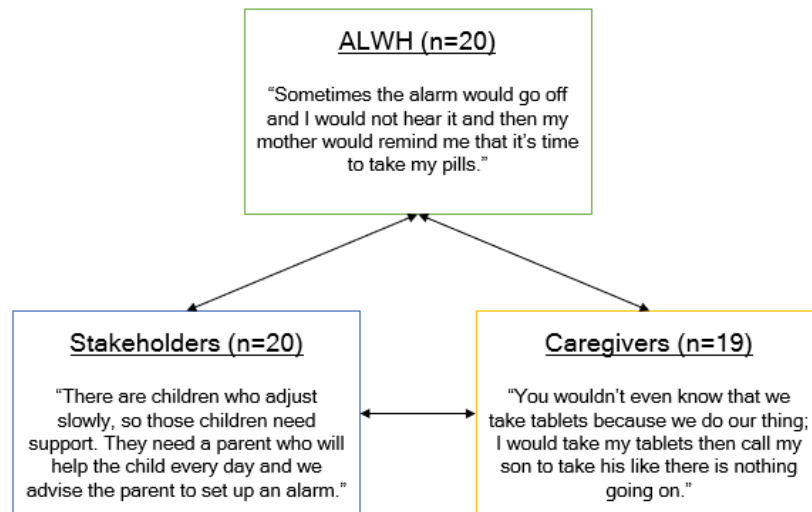 ALWH (n=20)
“Sometimes the alarm would go off
and I would not hear it and then my
mother would remind me that it’s time
to take my pills.”
Stakeholders (n=20)
“There are children who adjust
slowly, so those children need
support. They need a parent who will
help the child every day and we
advise the parent to set up an alarm.”
Caregivers (n=19)
“You wouldn’t even know that we
take tablets because we do our thing;
I would take my tablets then call my
son to take his like there is nothing
going on.”